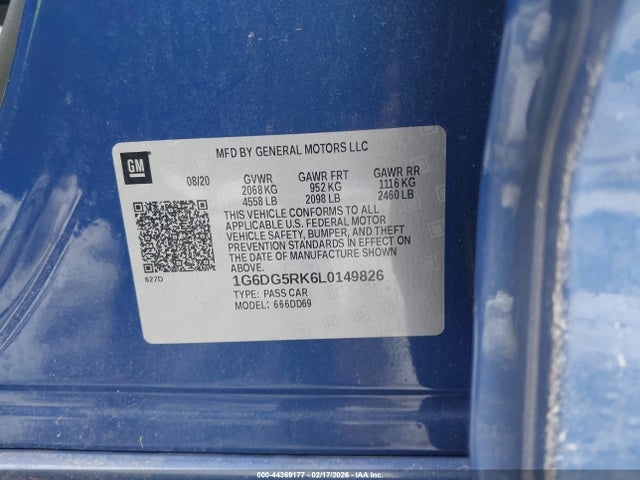 MFD BY GENERAL MOTORS LLC
GM
08/20 GVWR GAWR FRT GAWR RR
2068 KG 952 KG 1116 KG
4558 LB 2098 LB 2460 LB
THIS VEHICLE CONFORMS TO ALL
APPLICABLE U.S. FEDERAL MOTOR
VEHICLE SAFETY, BUMPER, AND THEFT
PREVENTION STANDARDS IN EFFECT ON
THE DATE OF MANUFACTURE SHOWN
ABOVE.
627D
1G6DG5RK6L0149826
TYPE: PASS CAR
MODEL: 666DD69
000-44369177 - 02/17/2026 - IAAI.COM